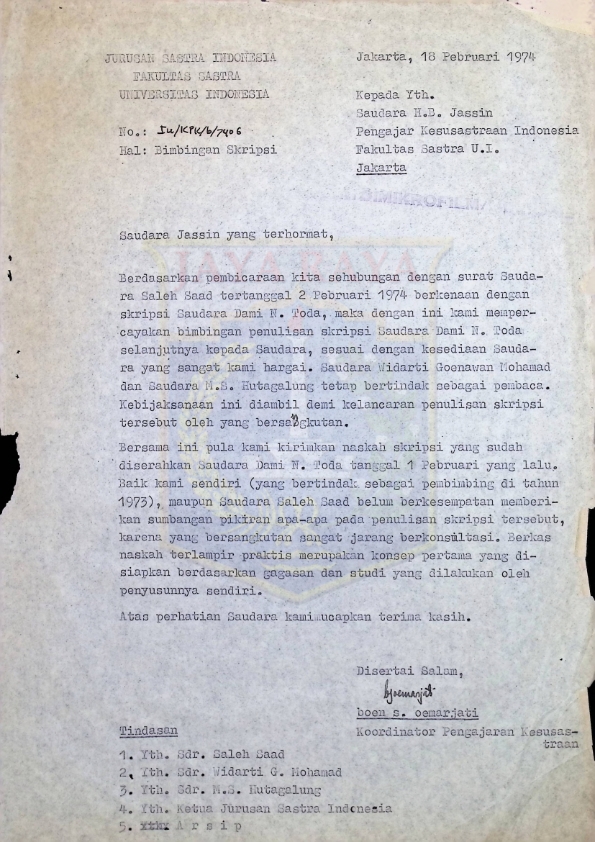 JURUSAN SASTRA INDONESIA
FAKULTAS SASTRA
UNIVERSITAS INDONESIA
No.:
Hal: Bimbingan Skripsi
Jakarta, 18 Pebruari 1974
Kepada Yth.
Saudara H.B. Jassin
Pengajar Kesusastraan Indonesia
Fakultas Sastra U.I.
Jakarta
Saudara Jassin yang terhormat,
JAYA RAYA
Berdasarkan pembicaraan kita sehubungan dengan surat Sauda-
ra Saleh Saad tertanggal 2 Pebruari 1974 berkenaan dengan
skripsi Saudara Dami N. Toda, maka dengan ini kami memper-
cayakan bimbingan penulisan skripsi Saudara Dami N. Toda
selanjutnya kepada Saudara, sesuai dengan kesediaan Sauda-
ra yang sangat kami hargai. Saudara Widarti Goenawan Mohamad
dan Saudara M.S. Hutagalung tetap bertindak sebagai pembaca.
Kebijaksanaan ini diambil demi kelancaran penulisan skripsi
tersebut oleh yang bersangkutan.
Bersama ini pula kami kirimkan naskah skripsi yang sudah
diserahkan Saudara Dami N. Toda tanggal 1 Pebruari yang lalu.
Baik kami sendiri (yang bertindak sebagai pembimbing di tahun
1973), maupun Saudara Saleh Saad belum berkesempatan memberi-
kan sumbangan pikiran apa-apa pada penulisan skripsi tersebut,
karena yang bersangkutan sangat jarang berkonsultasi. Berkas
naskah terlampir praktis merupakan konsep pertama yang di-
siapkan berdasarkan gagasan dan studi yang dilakukan oleh
penyusunnya sendiri.
Atas perhatian Saudara kami ucapkan terima kasih.
Disertai Salam,
boen s. oemarjati
Koordinator Pengajaran Kesusas-
traan
Tindasan
1. Yth. Sdr. Saleh Saad
2. Yth. Sdr. Widarti G. Mohamad
3. Yth. Sdr. M.S. Hutagalung
4. Yth. Ketua Jurusan Sastra Indonesia
5. A r s i p